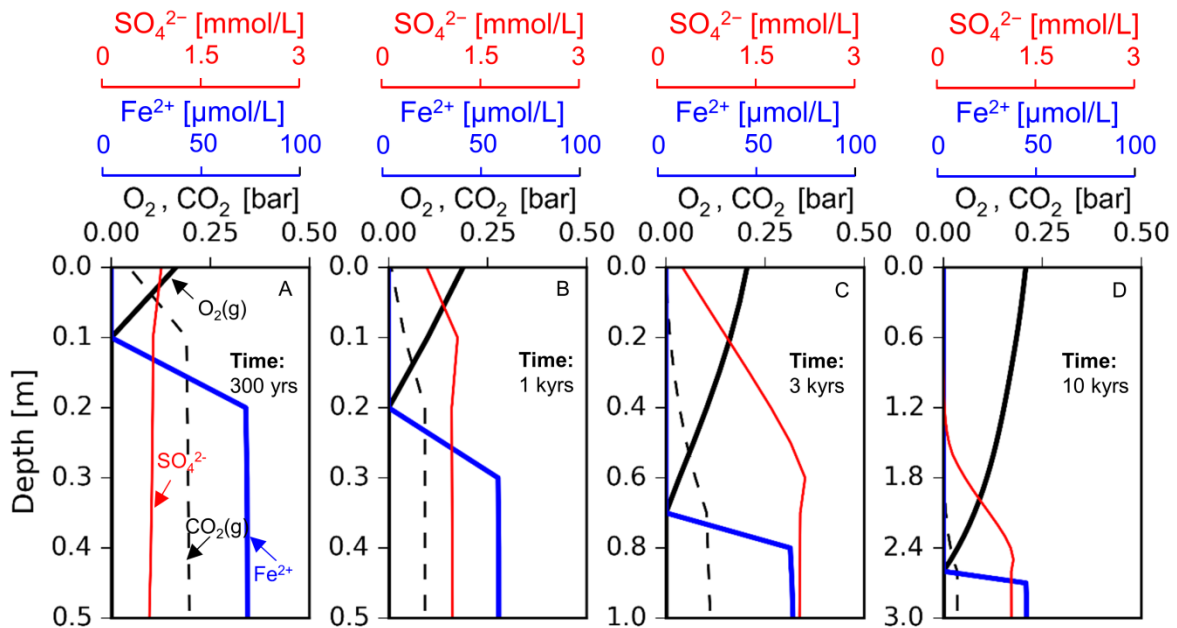 SO₄²⁻ [mmol/L] SO₄²⁻ [mmol/L] SO₄²⁻ [mmol/L] SO₄²⁻ [mmol/L]
0 1.5 3 0 1.5 3 0 1.5 3 0 1.5 3
Fe²⁺ [µmol/L] Fe²⁺ [µmol/L] Fe²⁺ [µmol/L] Fe²⁺ [µmol/L]
0 50 100 0 50 100 0 50 100 0 50 100
O₂ , CO₂ [bar] O₂ , CO₂ [bar] O₂ , CO₂ [bar] O₂ , CO₂ [bar]
0.00 0.25 0.50 0.00 0.25 0.50 0.00 0.25 0.50 0.00 0.25 0.50
Depth [m]
0.0
0.1
0.2
0.3
0.4
0.5
A
O₂(g)
Time:
300 yrs
SO₄²⁻
CO₂(g)
Fe²⁺
0.0
0.1
0.2
0.3
0.4
0.5
B
Time:
1 kyrs
0.0
0.2
0.4
0.6
0.8
1.0
C
Time:
3 kyrs
0.0
0.6
1.2
1.8
2.4
3.0
D
Time:
10 kyrs